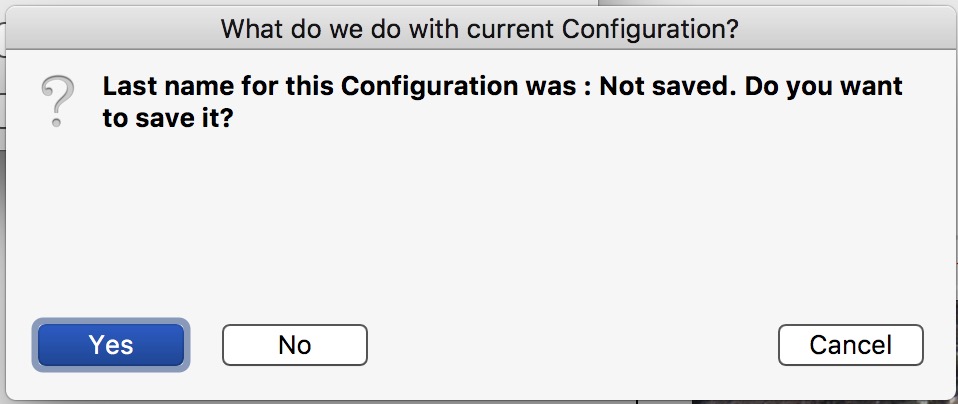 What do we do with current Configuration?
Last name for this Configuration was : Not saved. Do you want
to save it?
Yes
No
Cancel